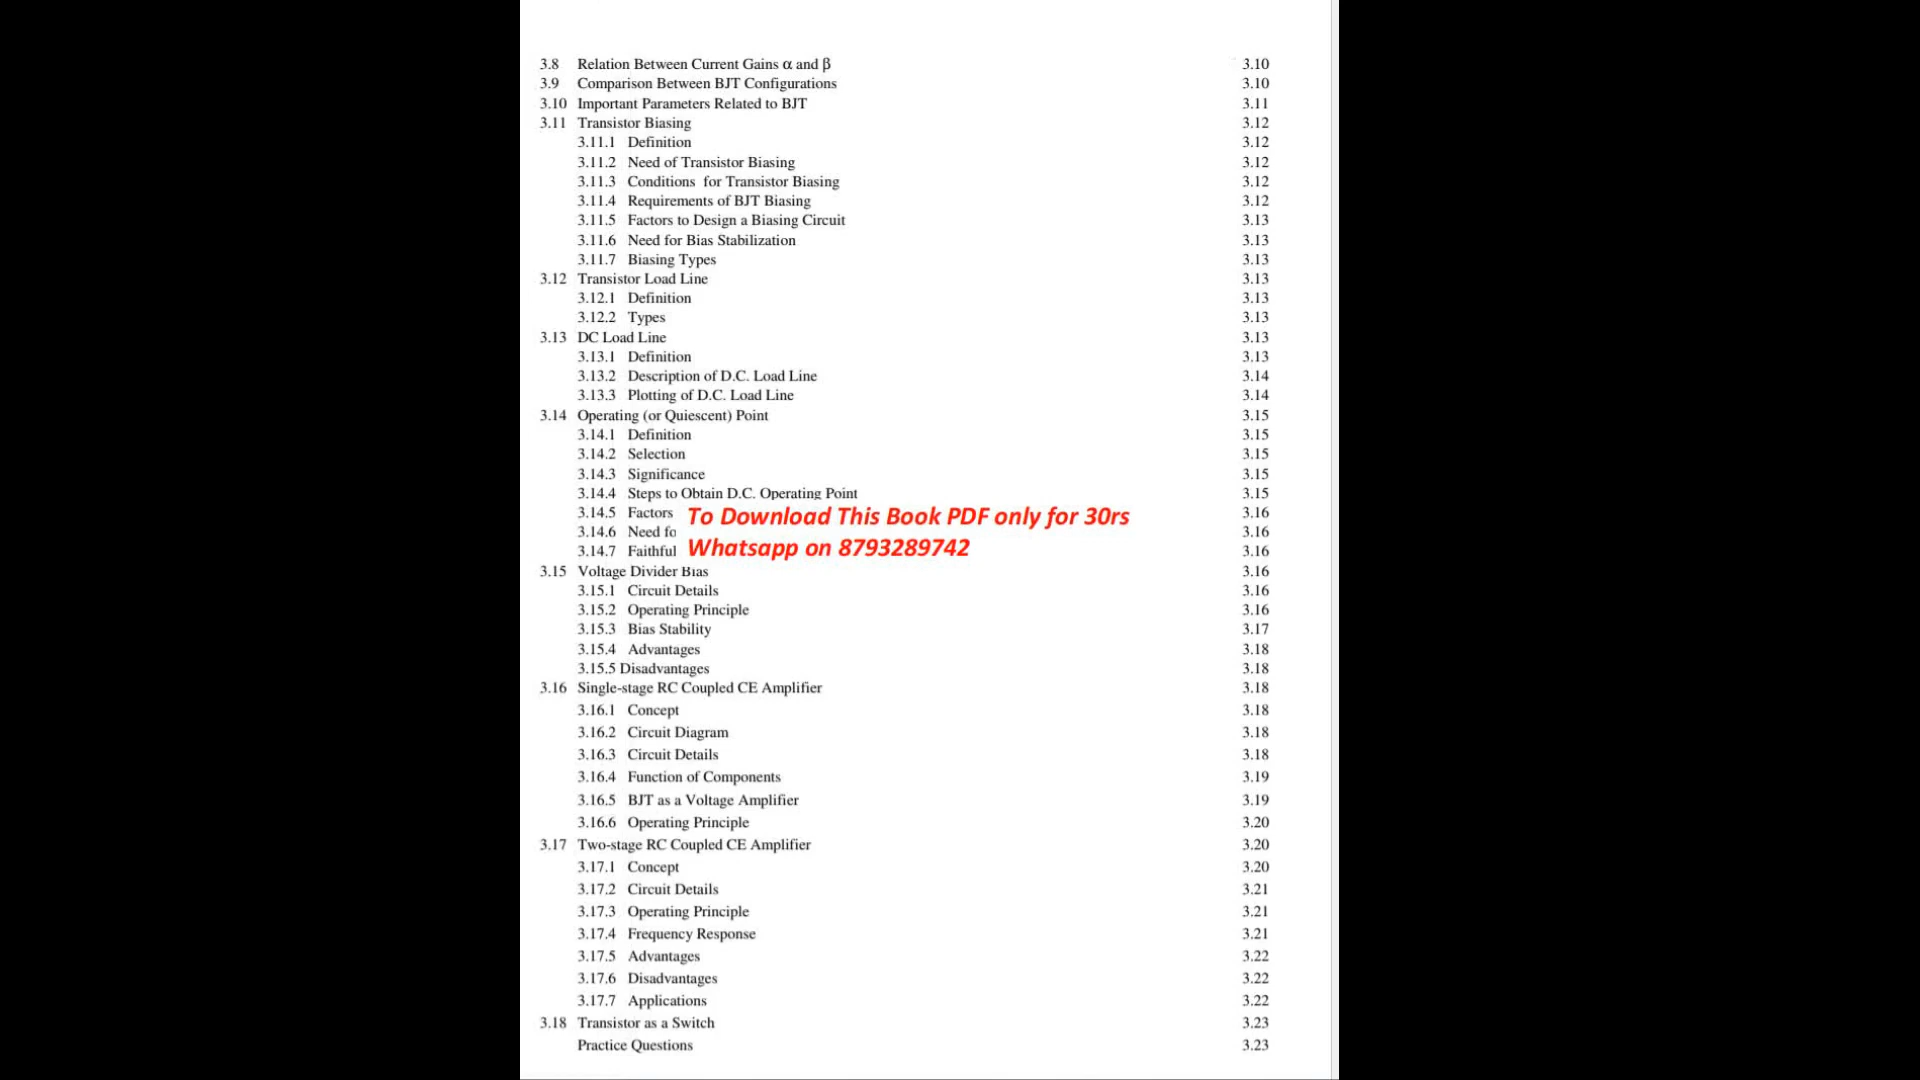 3.8 Relation Between Current Gains α and β 3.10
3.9 Comparison Between BJT Configurations 3.10
3.10 Important Parameters Related to BJT 3.11
3.11 Transistor Biasing 3.12
3.11.1 Definition 3.12
3.11.2 Need of Transistor Biasing 3.12
3.11.3 Conditions for Transistor Biasing 3.12
3.11.4 Requirements of BJT Biasing 3.12
3.11.5 Factors to Design a Biasing Circuit 3.13
3.11.6 Need for Bias Stabilization 3.13
3.11.7 Biasing Types 3.13
3.12 Transistor Load Line 3.13
3.12.1 Definition 3.13
3.12.2 Types 3.13
3.13 DC Load Line 3.13
3.13.1 Definition 3.13
3.13.2 Description of D.C. Load Line 3.14
3.13.3 Plotting of D.C. Load Line 3.14
3.14 Operating (or Quiescent) Point 3.15
3.14.1 Definition 3.15
3.14.2 Selection 3.15
3.14.3 Significance 3.15
3.14.4 Steps to Obtain D.C. Operating Point 3.15
3.14.5 Factors 3.16
To Download This Book PDF only for 30rs
3.14.6 Need fo 3.16
Whatsapp on 8793289742
3.14.7 Faithful 3.16
3.15 Voltage Divider Bias 3.16
3.15.1 Circuit Details 3.16
3.15.2 Operating Principle 3.16
3.15.3 Bias Stability 3.17
3.15.4 Advantages 3.18
3.15.5 Disadvantages 3.18
3.16 Single-stage RC Coupled CE Amplifier 3.18
3.16.1 Concept 3.18
3.16.2 Circuit Diagram 3.18
3.16.3 Circuit Details 3.18
3.16.4 Function of Components 3.19
3.16.5 BJT as a Voltage Amplifier 3.19
3.16.6 Operating Principle 3.20
3.17 Two-stage RC Coupled CE Amplifier 3.20
3.17.1 Concept 3.20
3.17.2 Circuit Details 3.21
3.17.3 Operating Principle 3.21
3.17.4 Frequency Response 3.21
3.17.5 Advantages 3.22
3.17.6 Disadvantages 3.22
3.17.7 Applications 3.22
3.18 Transistor as a Switch 3.23
Practice Questions 3.23